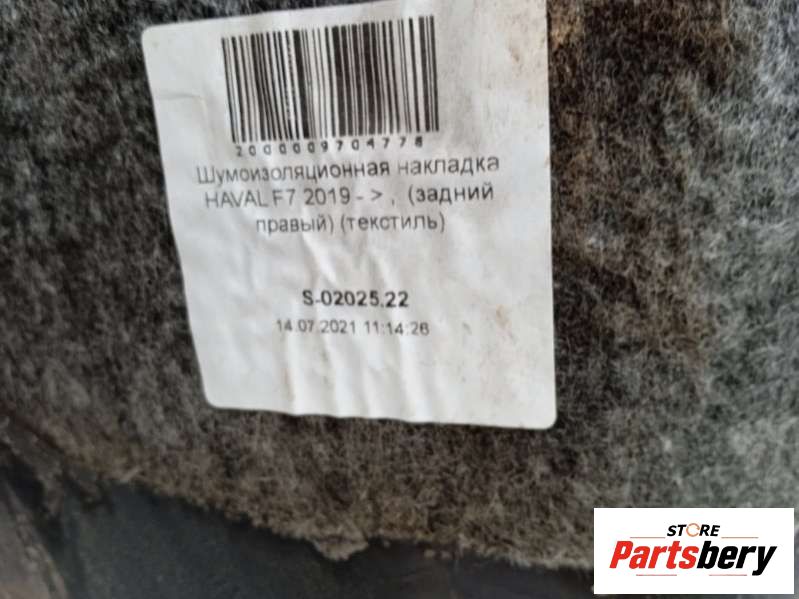 2000009704778
Шумоизоляционная накладка
HAVAL F7 2019 - > , (задний
правый) (текстиль)
S-02025.22
14.07.2021 11:14:26
STORE
Partsbery